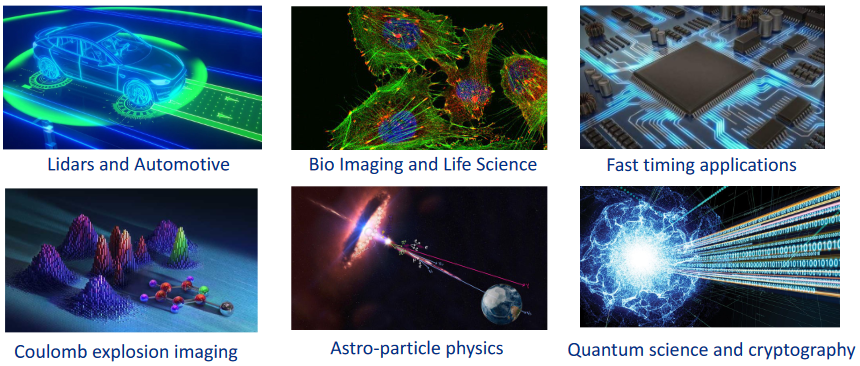 Lidars and Automotive
Bio Imaging and Life Science
Fast timing applications
Coulomb explosion imaging
Astro-particle physics
Quantum science and cryptography